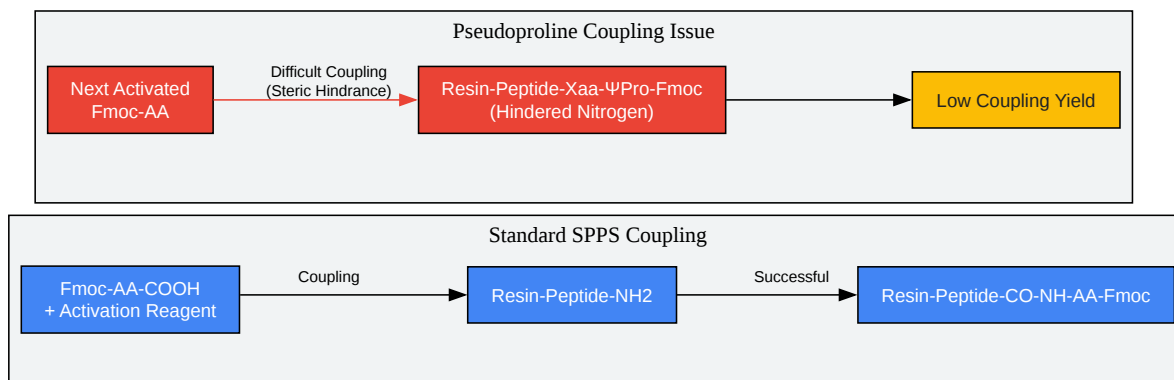 Pseudoproline Coupling Issue
Next Activated
Fmoc-AA
Difficult Coupling
(Steric Hindrance)
Resin-Peptide-Xaa-ΨPro-Fmoc
(Hindered Nitrogen)
Low Coupling Yield
Standard SPPS Coupling
Fmoc-AA-COOH
+ Activation Reagent
Coupling
Resin-Peptide-NH2
Successful
Resin-Peptide-CO-NH-AA-Fmoc